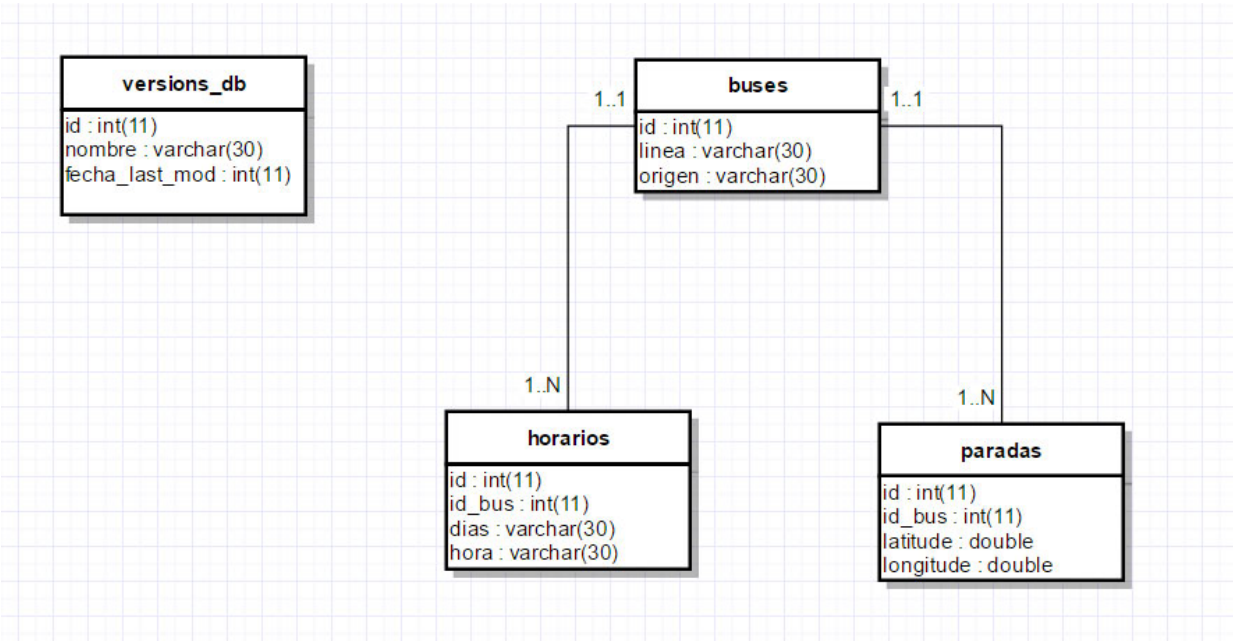 versions_db
id : int(11)
nombre : varchar(30)
fecha_last_mod : int(11)
1..1
buses
1..1
id : int(11)
linea : varchar(30)
origen : varchar(30)
1..N
horarios
id : int(11)
id_bus : int(11)
dias : varchar(30)
hora : varchar(30)
1..N
paradas
id : int(11)
id_bus : int(11)
latitude : double
longitude : double